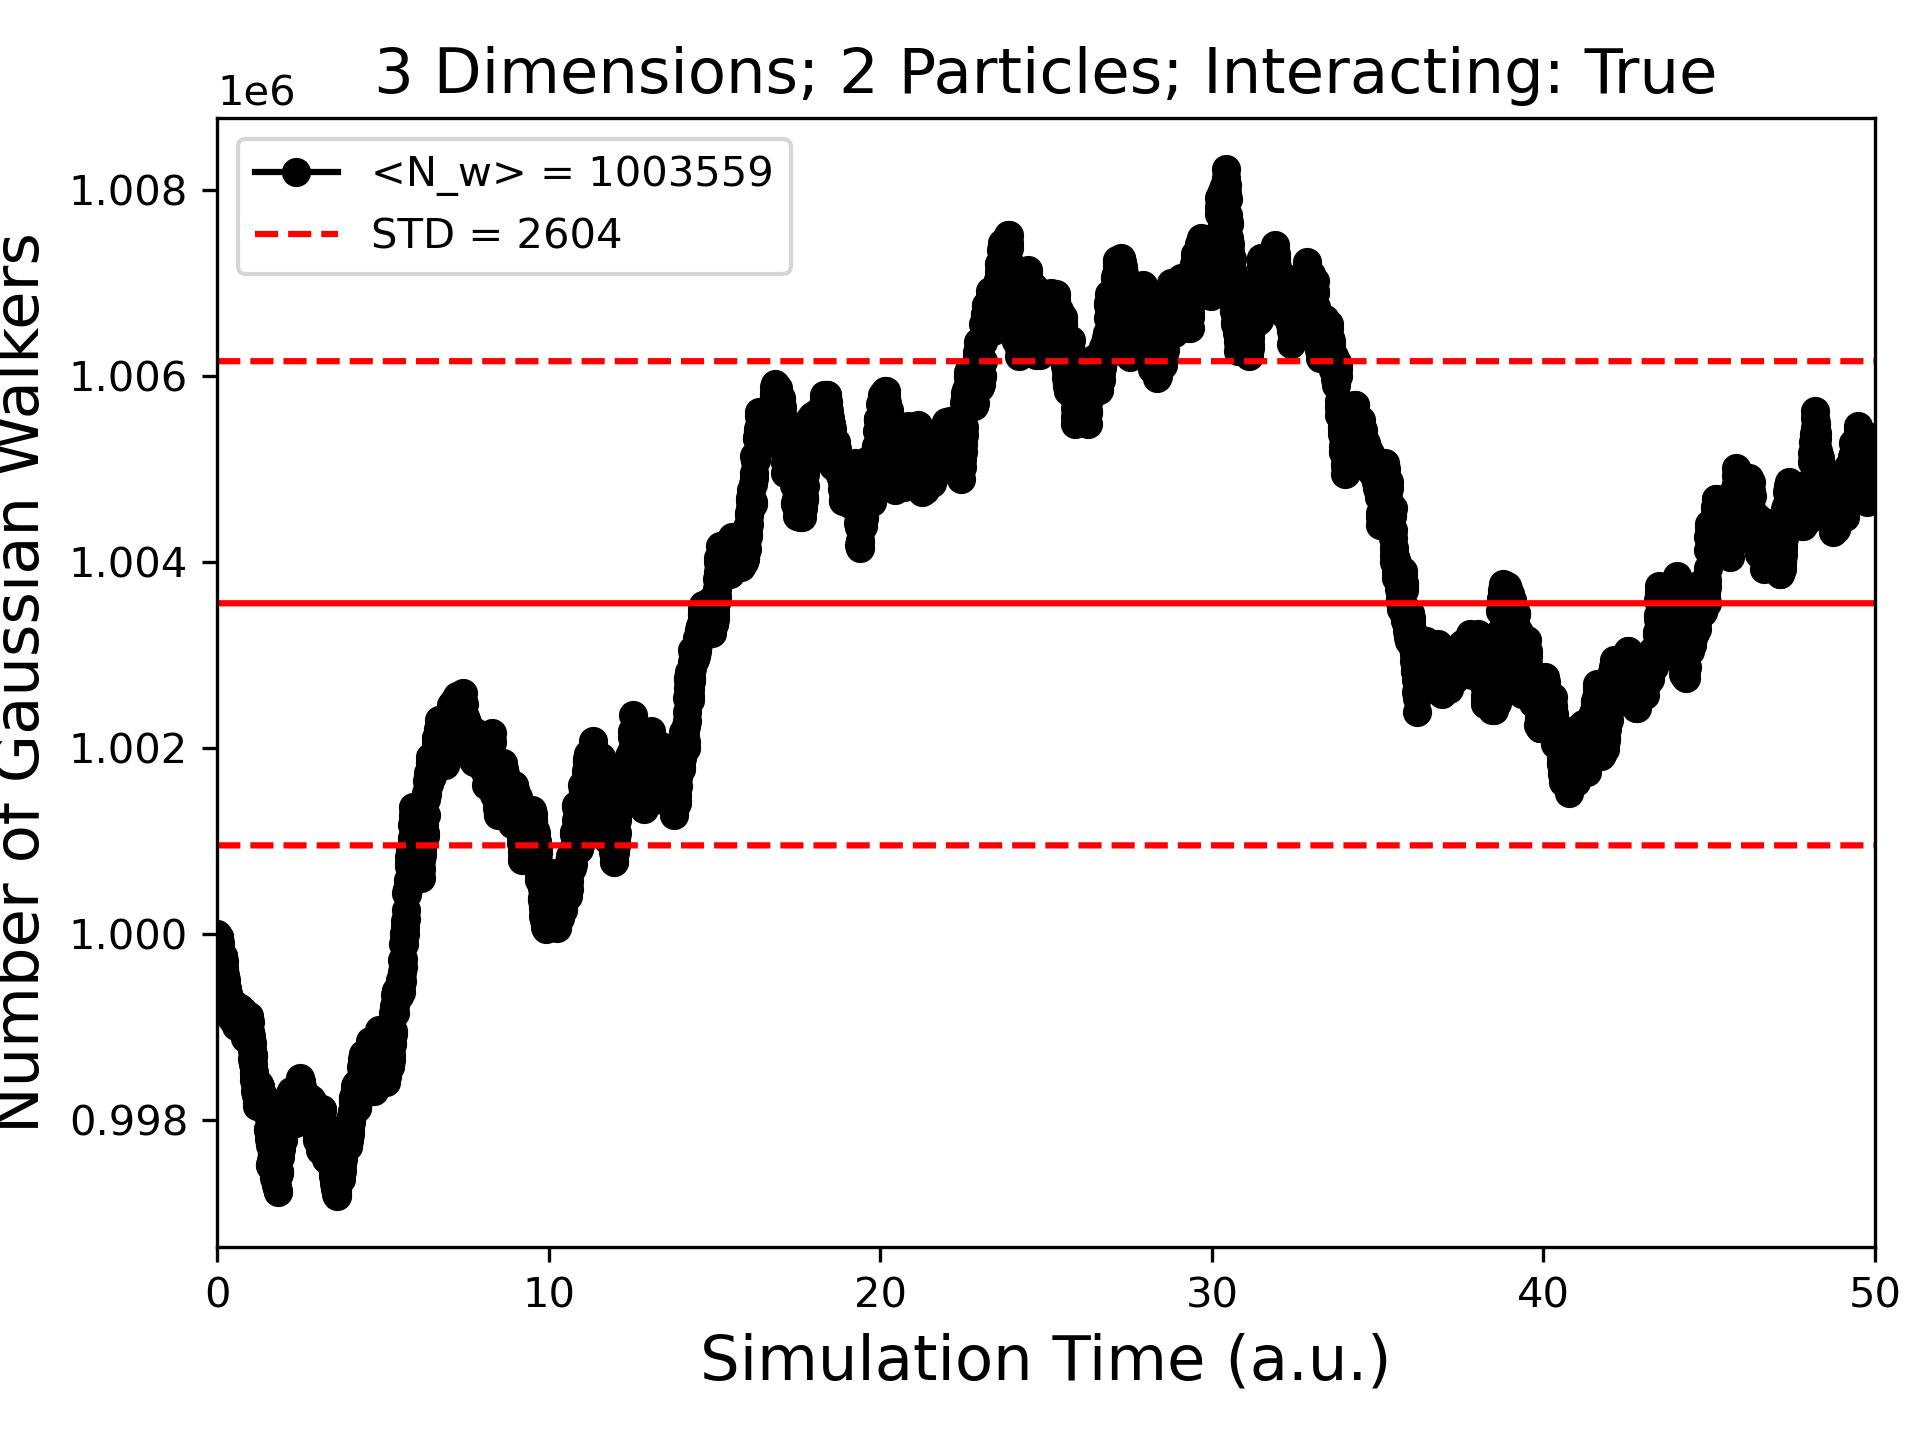 3 Dimensions; 2 Particles; Interacting: True
1e6
<N_w> = 1003559
STD = 2604
1.008
1.006
1.004
1.002
1.000
0.998
Number of Gaussian Walkers
0 10 20 30 40 50
Simulation Time (a.u.)